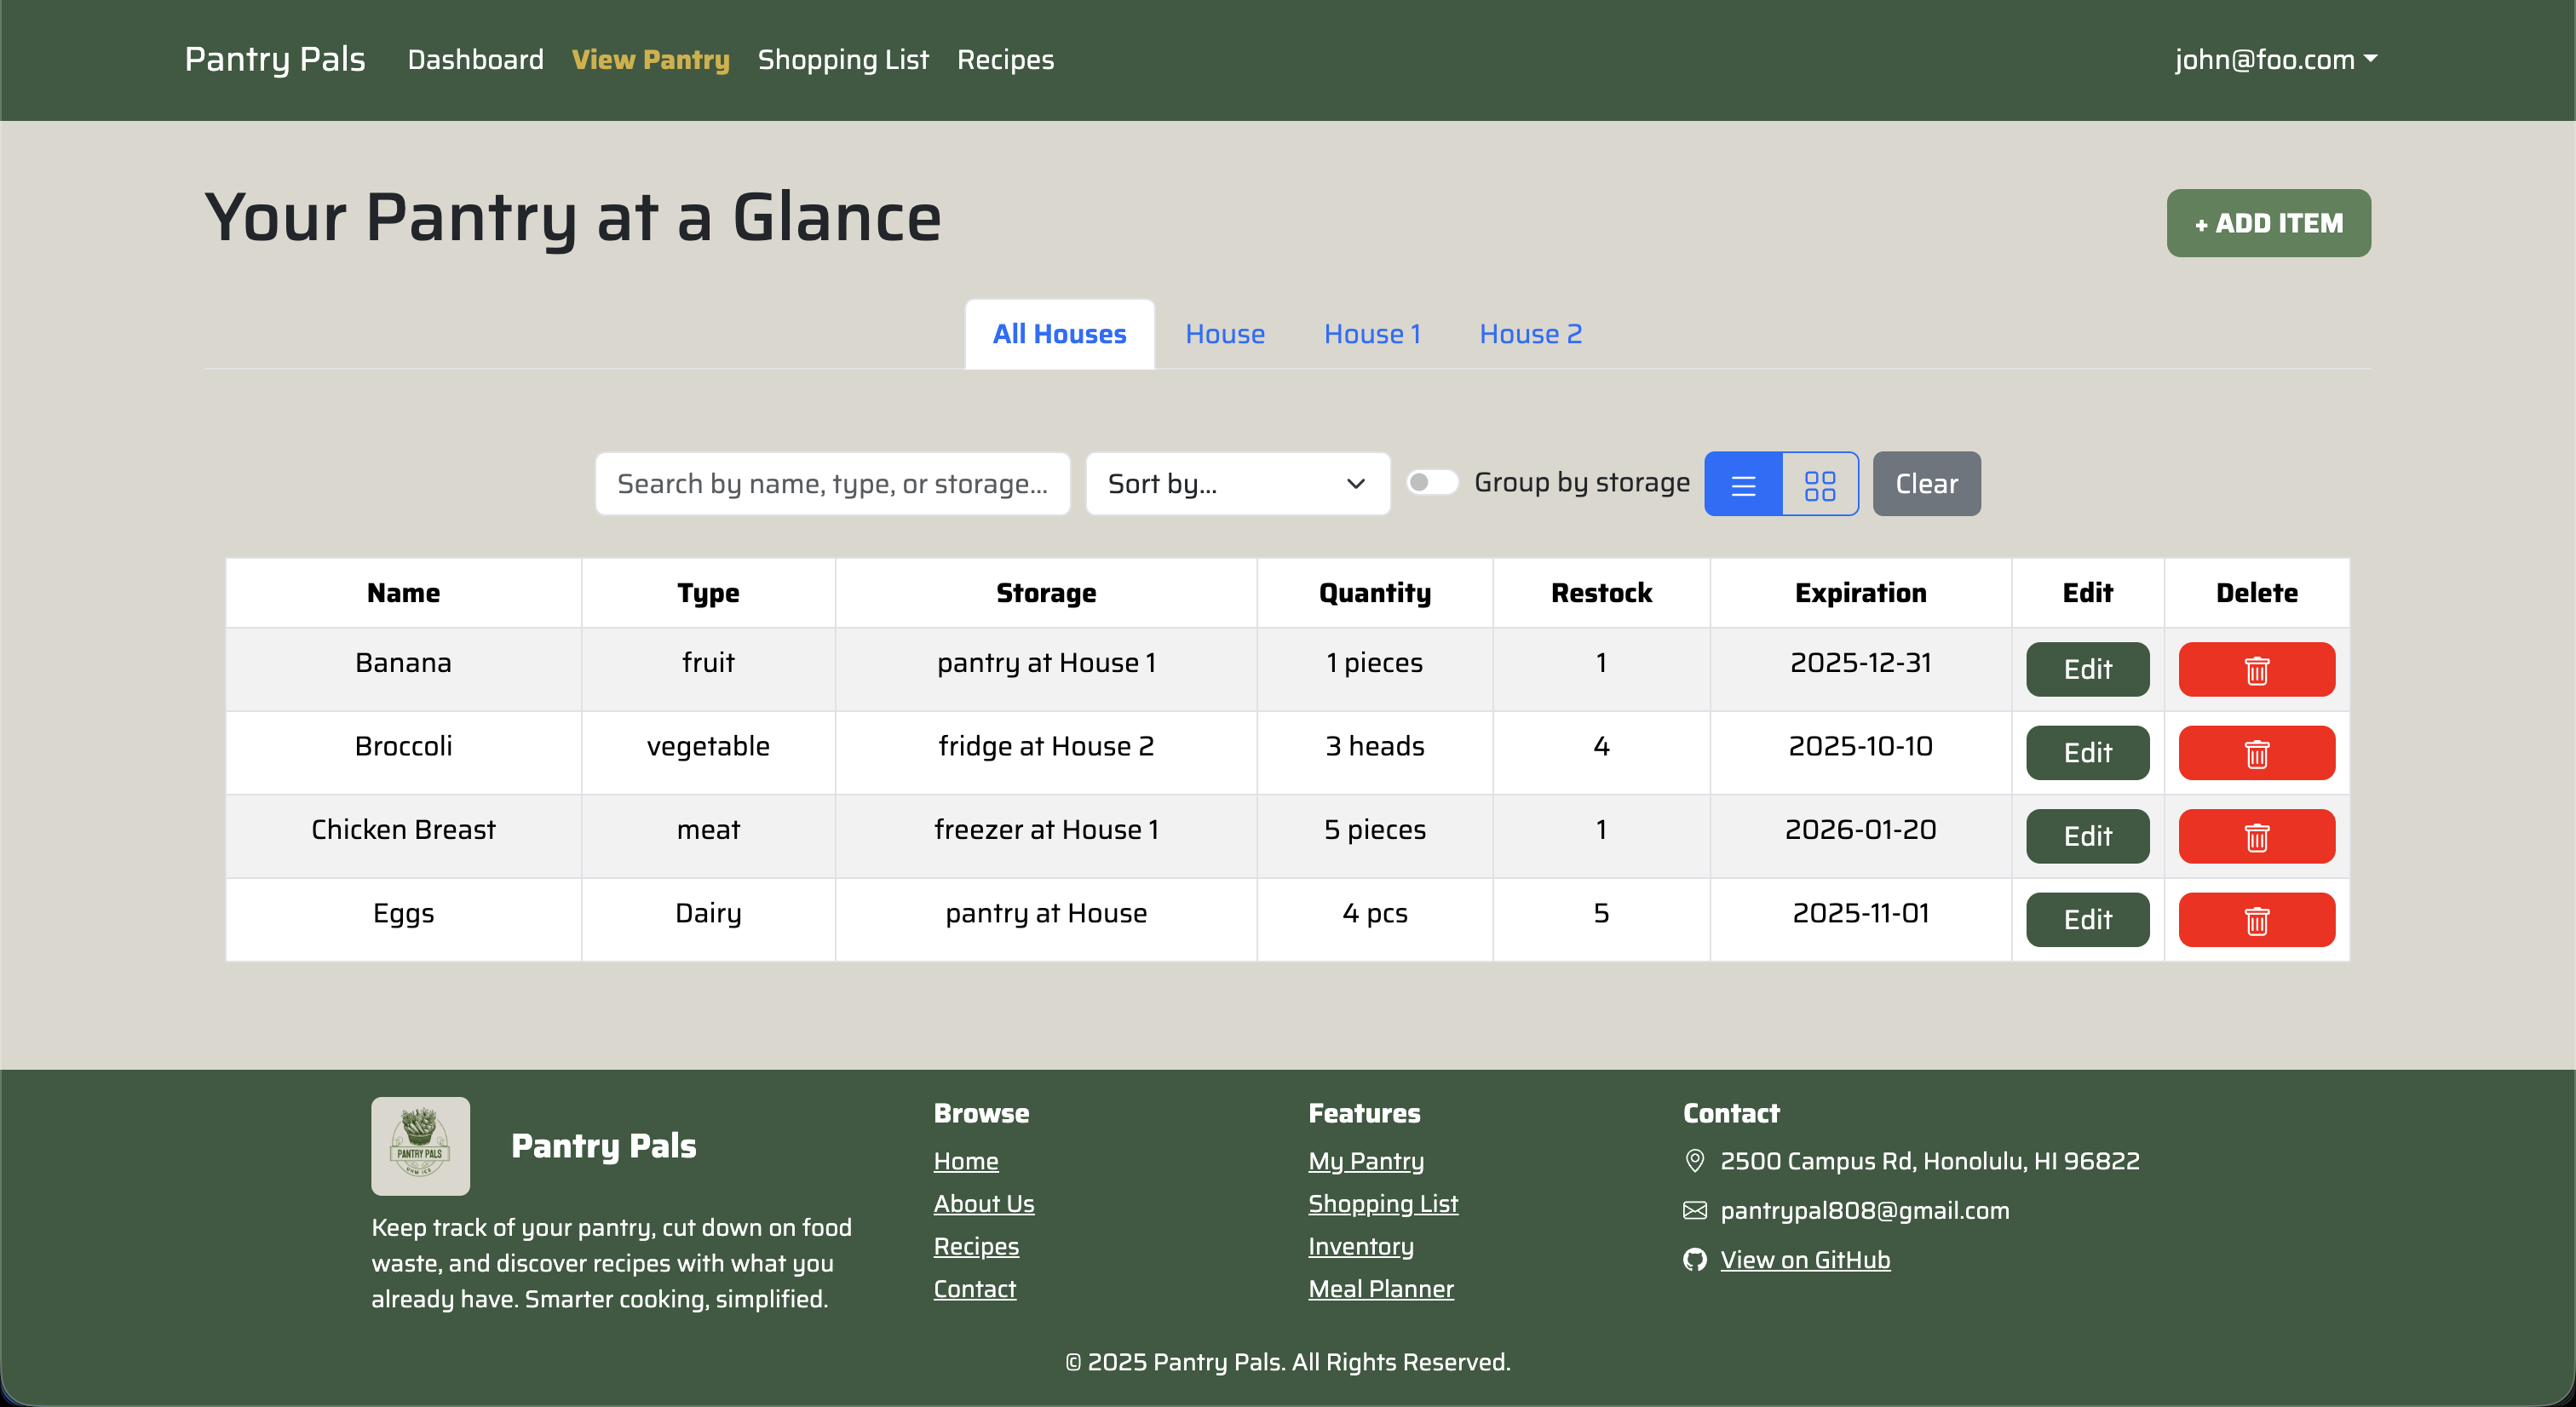 Pantry Pals Dashboard View Pantry Shopping List Recipes john@foo.com
Your Pantry at a Glance
+ ADD ITEM
All Houses House House 1 House 2
Search by name, type, or storage... Sort by... Group by storage Clear
Name Type Storage Quantity Restock Expiration Edit Delete
Banana fruit pantry at House 1 1 pieces 1 2025-12-31 Edit
Broccoli vegetable fridge at House 2 3 heads 4 2025-10-10 Edit
Chicken Breast meat freezer at House 1 5 pieces 1 2026-01-20 Edit
Eggs Dairy pantry at House 4 pcs 5 2025-11-01 Edit
PANTRY PALS
Pantry Pals
Keep track of your pantry, cut down on food
waste, and discover recipes with what you
already have. Smarter cooking, simplified.
Browse
Home
About Us
Recipes
Contact
Features
My Pantry
Shopping List
Inventory
Meal Planner
Contact
2500 Campus Rd, Honolulu, HI 96822
pantrypal808@gmail.com
View on GitHub
© 2025 Pantry Pals. All Rights Reserved.